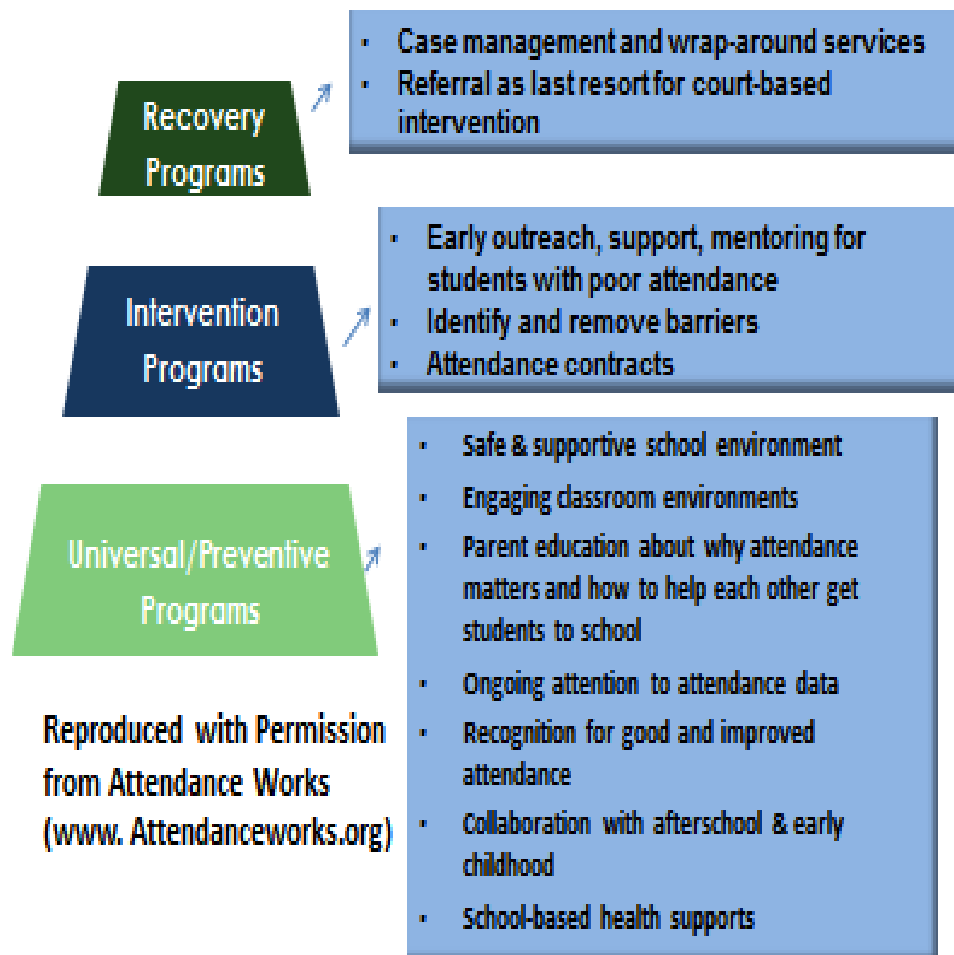 Recovery
Programs
• Case management and wrap-around services
• Referral as last resort for court-based
intervention
Intervention
Programs
• Early outreach, support, mentoring for
students with poor attendance
• Identify and remove barriers
• Attendance contracts
Universal/Preventive
Programs
• Safe & supportive school environment
• Engaging classroom environments
• Parent education about why attendance
matters and how to help each other get
students to school
• Ongoing attention to attendance data
• Recognition for good and improved
attendance
• Collaboration with afterschool & early
childhood
• School-based health supports
Reproduced with Permission
from Attendance Works
(www. Attendanceworks.org)